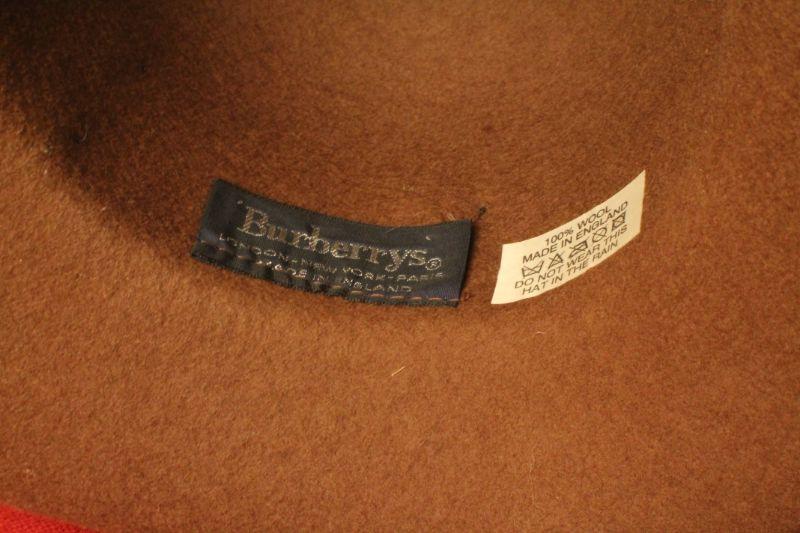 Burberrys®
LONDON-NEW YORK-PARIS
MADE IN ENGLAND
100% WOOL
MADE IN ENGLAND
DO NOT WEAR THIS
HAT IN THE RAIN